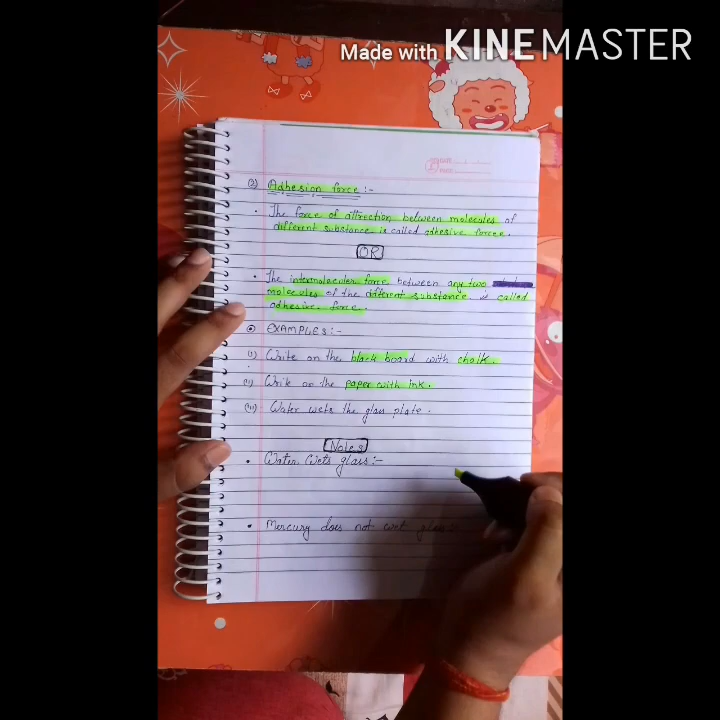 Made with KINEMASTER
(2) Adhesion force :-
• The force of attraction between molecules of
different substance is called adhesive force.
OR
• The intermolecular force between any two
molecules of the different substance is called
adhesive force.
EXAMPLES:-
(i) Write on the black board with chalk.
(ii) Write on the paper with ink.
(iii) Water wets the glass plate.
Notes
• Water wets glass:-
• Mercury does not wet glass